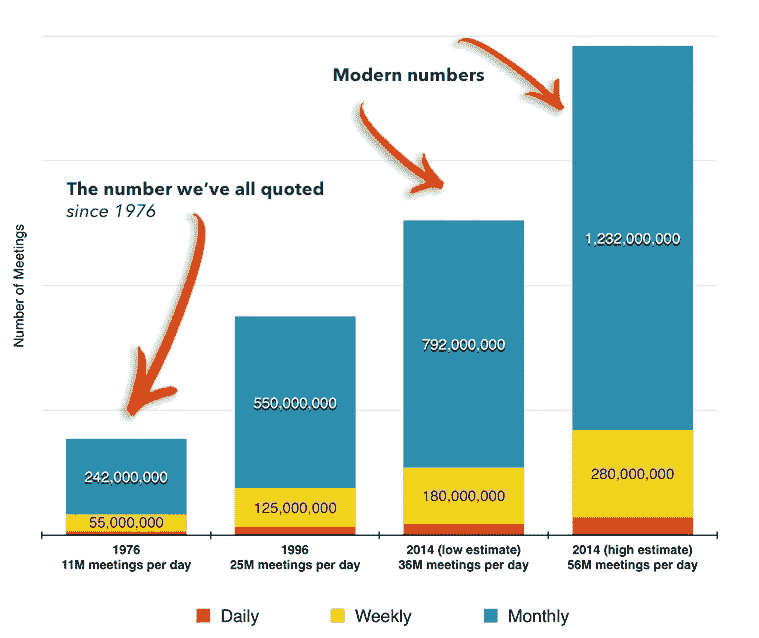 Modern numbers
The number we've all quoted
since 1976
Number of Meetings
1,232,000,000
792,000,000
550,000,000
242,000,000
280,000,000
180,000,000
125,000,000
55,000,000
1976
11M meetings per day
1996
25M meetings per day
2014 (low estimate)
36M meetings per day
2014 (high estimate)
56M meetings per day
Daily
Weekly
Monthly